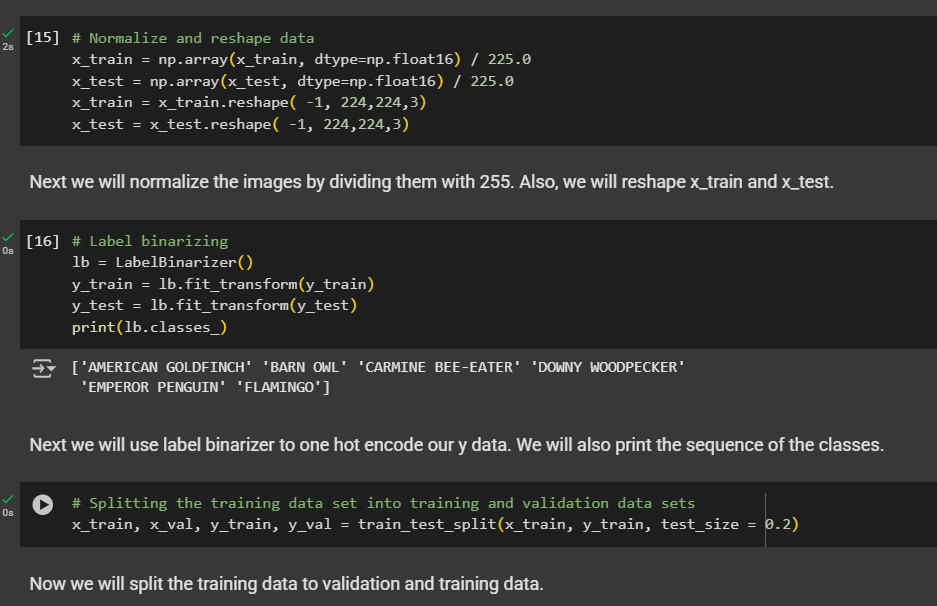 [15] # Normalize and reshape data
2s
x_train = np.array(x_train, dtype=np.float16) / 225.0
x_test = np.array(x_test, dtype=np.float16) / 225.0
x_train = x_train.reshape( -1, 224,224,3)
x_test = x_test.reshape( -1, 224,224,3)
Next we will normalize the images by dividing them with 255. Also, we will reshape x_train and x_test.
[16] # Label binarizing
0s
lb = LabelBinarizer()
y_train = lb.fit_transform(y_train)
y_test = lb.fit_transform(y_test)
print(lb.classes_)
['AMERICAN GOLDFINCH' 'BARN OWL' 'CARMINE BEE-EATER' 'DOWNY WOODPECKER'
'EMPEROR PENGUIN' 'FLAMINGO']
Next we will use label binarizer to one hot encode our y data. We will also print the sequence of the classes.
# Splitting the training data set into training and validation data sets
0s
x_train, x_val, y_train, y_val = train_test_split(x_train, y_train, test_size = 0.2)
Now we will split the training data to validation and training data.